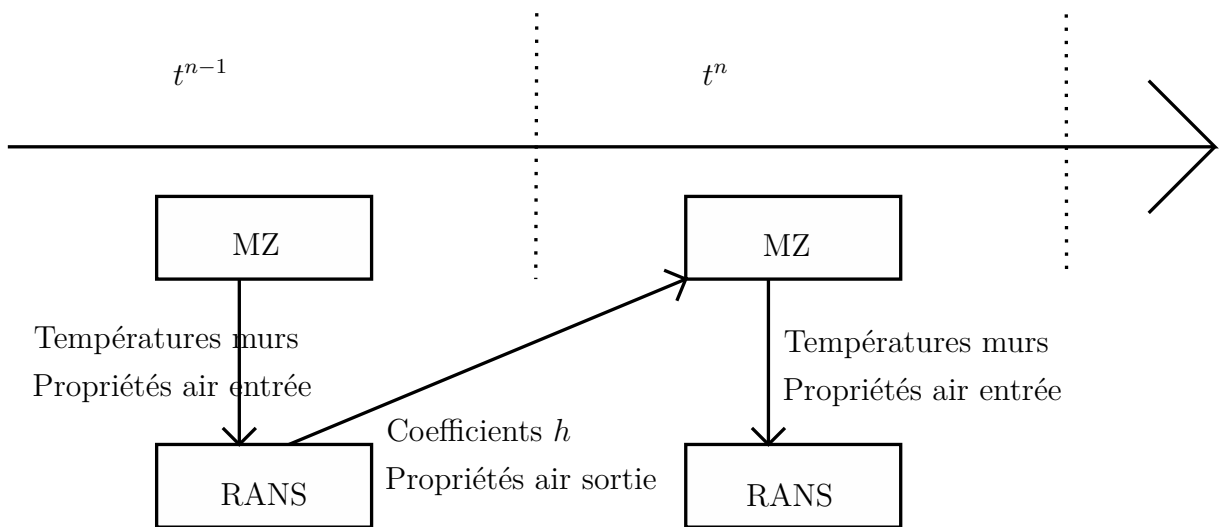 t^{n-1}
t^n
MZ
MZ
Températures murs
Propriétés air entrée
Températures murs
Propriétés air entrée
Coefficients h
Propriétés air sortie
RANS
RANS